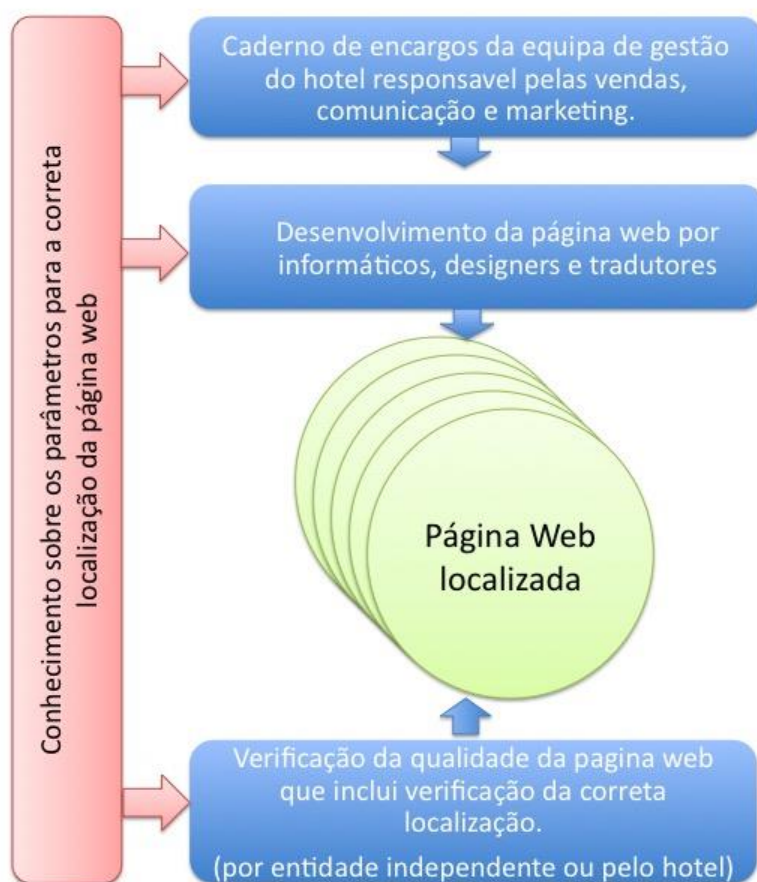 Conhecimento sobre os parâmetros para a correta
localização da página web
Caderno de encargos da equipa de gestão
do hotel responsavel pelas vendas,
comunicação e marketing.
Desenvolvimento da página web por
informáticos, designers e tradutores
Página Web
localizada
Verificação da qualidade da pagina web
que inclui verificação da correta
localização.
(por entidade independente ou pelo hotel)